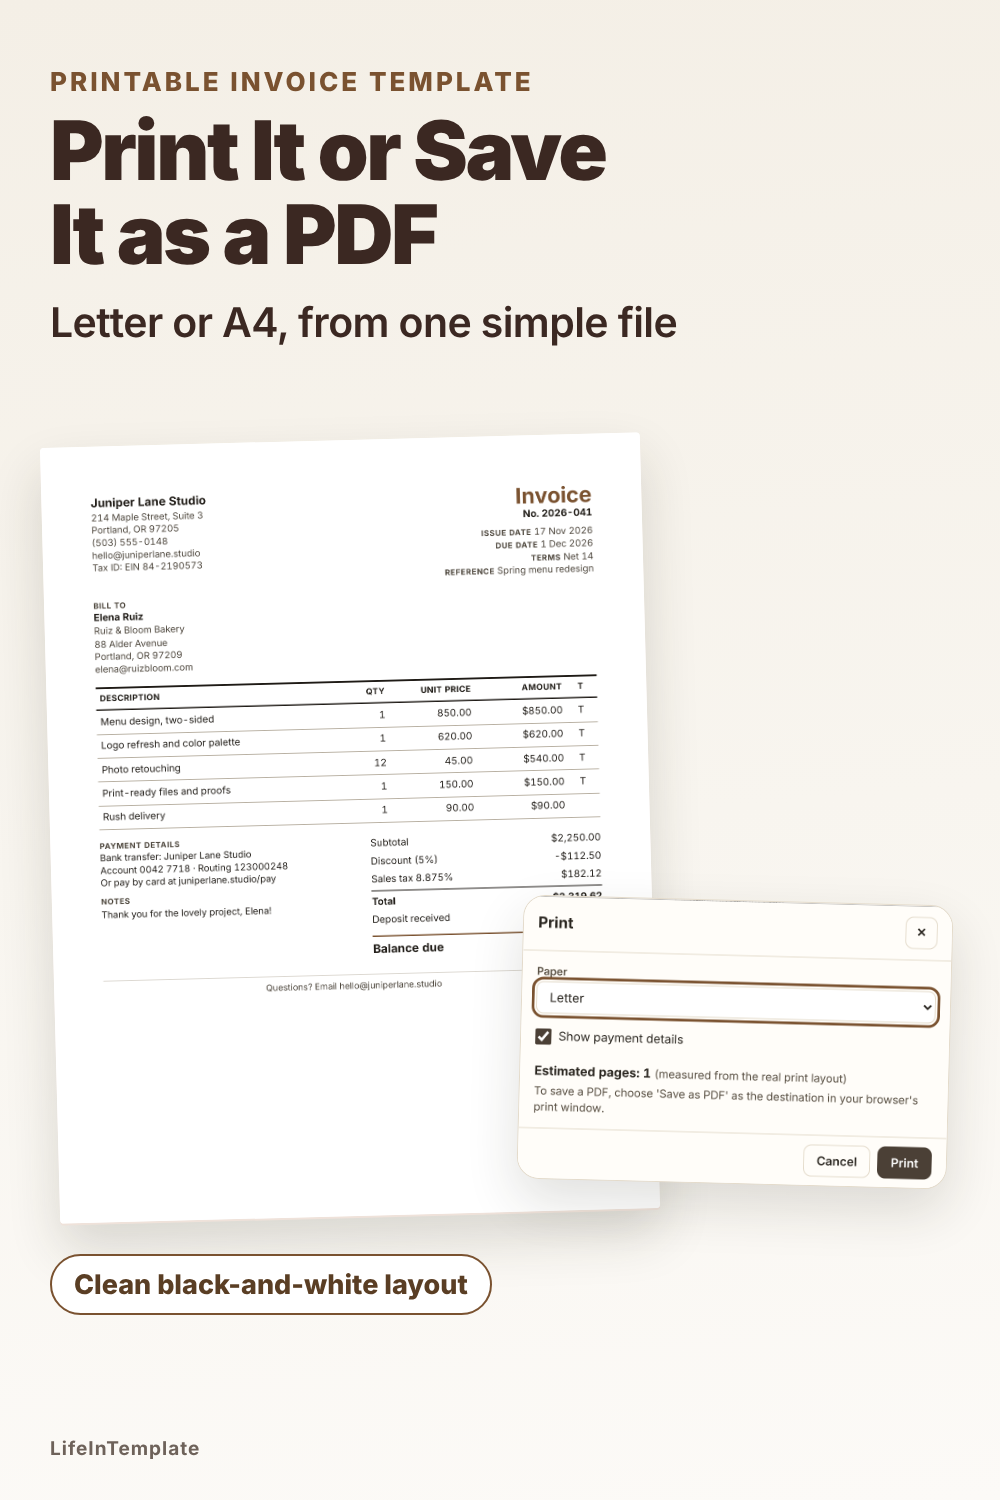 PRINTABLE INVOICE TEMPLATE
Print It or Save
It as a PDF
Letter or A4, from one simple file
Juniper Lane Studio
214 Maple Street, Suite 3
Portland, OR 97205
(503) 555-0148
hello@juniperlane.studio
Tax ID: EIN 84-2190573
Invoice
No. 2026-041
ISSUE DATE 17 Nov 2026
DUE DATE 1 Dec 2026
TERMS Net 14
REFERENCE Spring menu redesign
BILL TO
Elena Ruiz
Ruiz & Bloom Bakery
88 Alder Avenue
Portland, OR 97209
elena@ruizbloom.com
DESCRIPTION QTY UNIT PRICE AMOUNT T
Menu design, two-sided 1 850.00 $850.00 T
Logo refresh and color palette 1 620.00 $620.00 T
Photo retouching 12 45.00 $540.00 T
Print-ready files and proofs 1 150.00 $150.00 T
Rush delivery 1 90.00 $90.00
PAYMENT DETAILS
Bank transfer: Juniper Lane Studio
Account 0042 7718 · Routing 123000248
Or pay by card at juniperlane.studio/pay
NOTES
Thank you for the lovely project, Elena!
Subtotal $2,250.00
Discount (5%) -$112.50
Sales tax 8.875% $182.12
Total
Deposit received
Balance due
Questions? Email hello@juniperlane.studio
Print
×
Paper
Letter
Show payment details
Estimated pages: 1 (measured from the real print layout)
To save a PDF, choose 'Save as PDF' as the destination in your browser's
print window.
Cancel Print
Clean black-and-white layout
LifeInTemplate